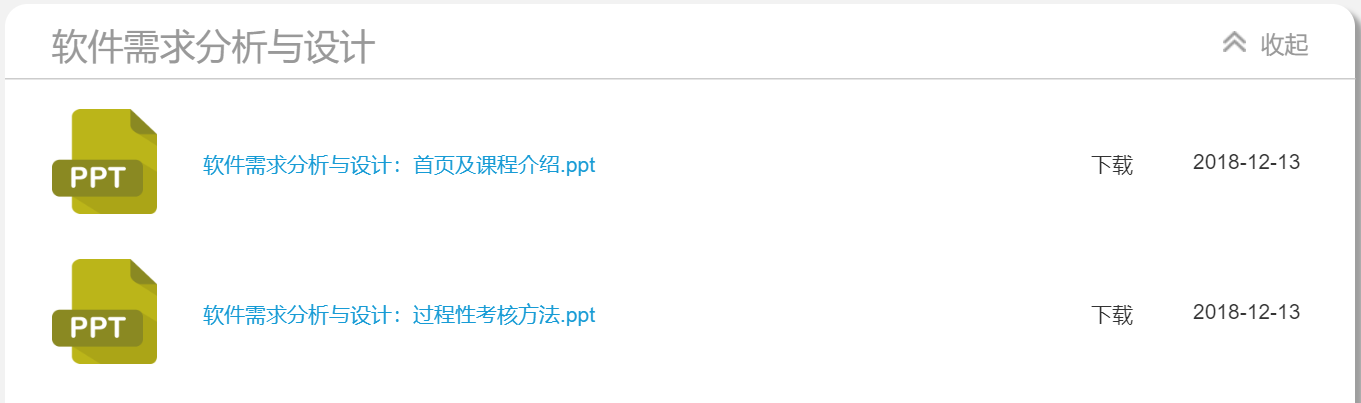 软件需求分析与设计
收起
PPT
软件需求分析与设计：首页及课程介绍.ppt
下载
2018-12-13
PPT
软件需求分析与设计：过程性考核方法.ppt
下载
2018-12-13